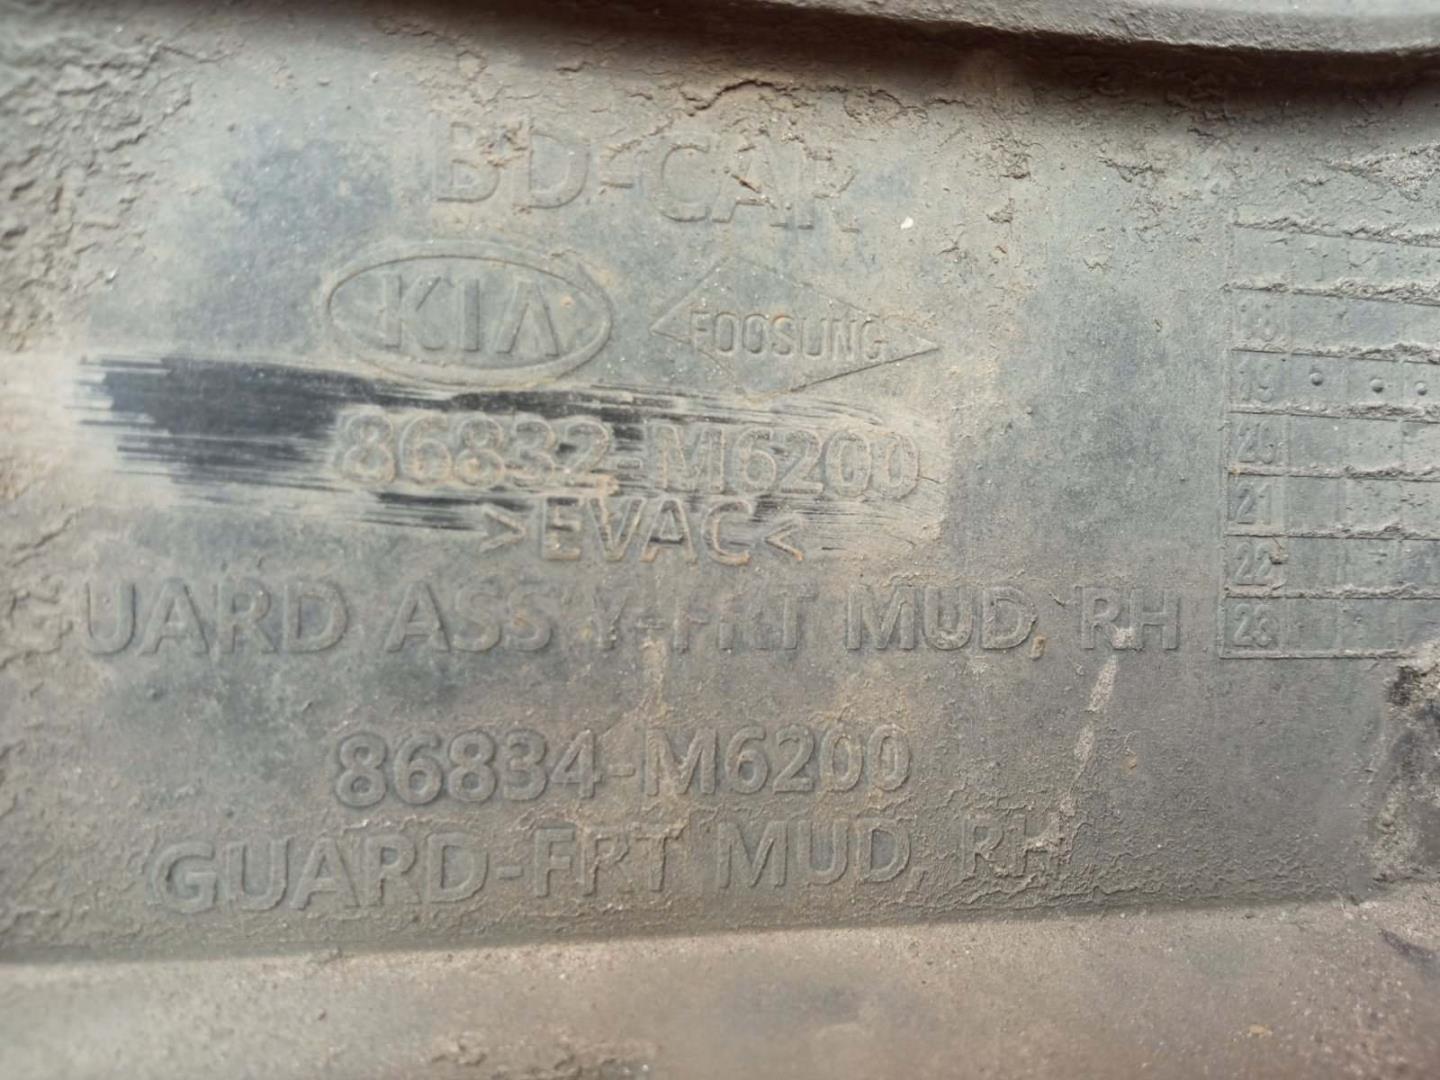 BD-CAR
KIA FOOSUNG
86832-M6200
>EVAC<
GUARD ASS'Y-FRT MUD, RH
86834-M6200
GUARD-FRT MUD, RH
18
19
20
21
22
23